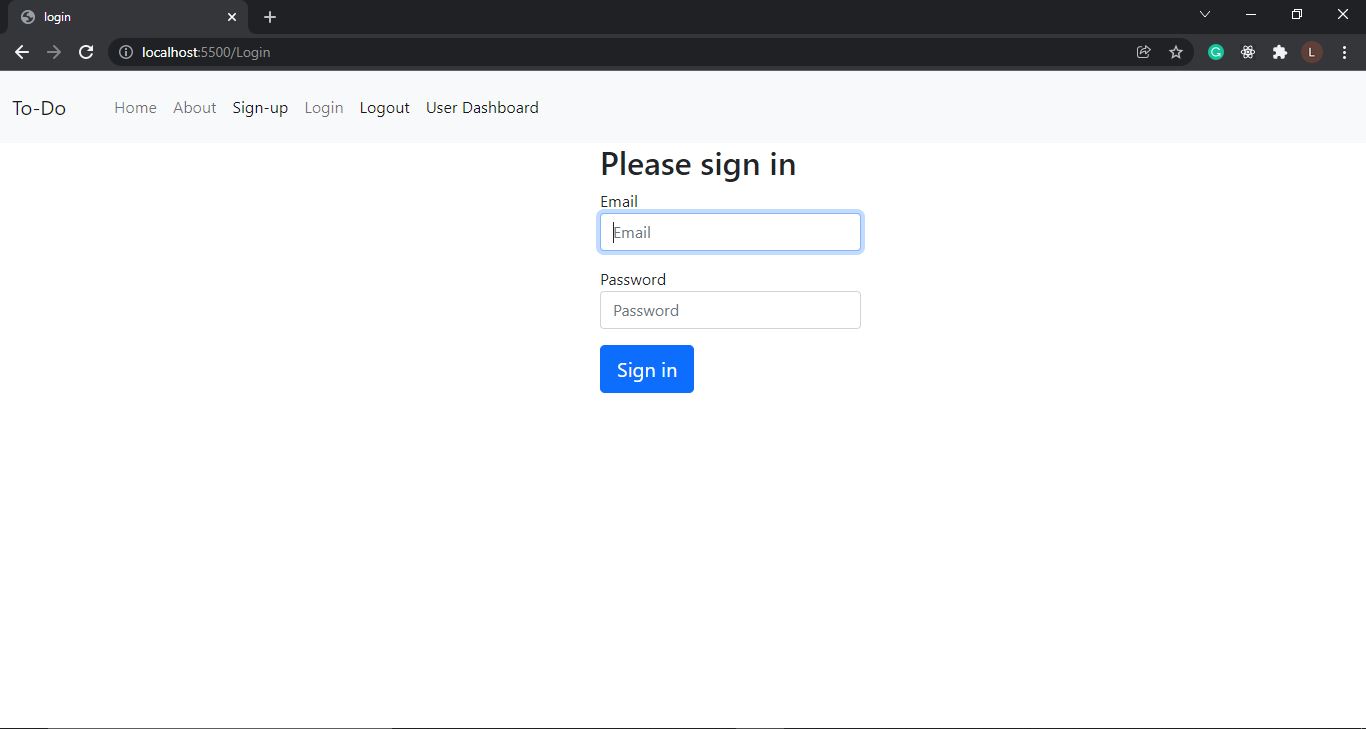 login
localhost:5500/Login
G
L
To-Do Home About Sign-up Login Logout User Dashboard
Please sign in
Email
Email
Password
Password
Sign in